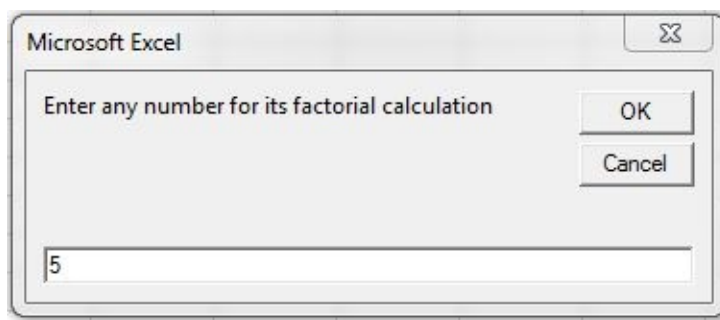 Microsoft Excel
Enter any number for its factorial calculation
OK
Cancel
5